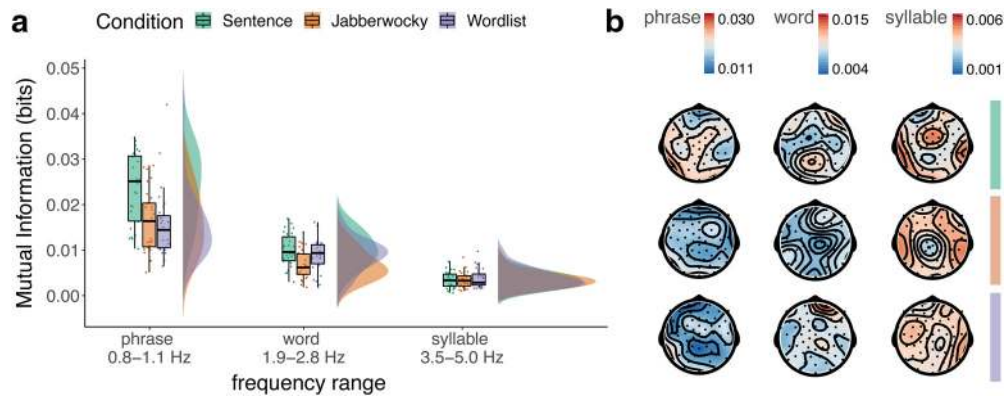 a
Condition Sentence Jabberwocky Wordlist
Mutual Information (bits)
0.05
0.04
0.03
0.02
0.01
0.00
phrase word syllable
0.8–1.1 Hz 1.9–2.8 Hz 3.5–5.0 Hz
frequency range
b
phrase 0.030 word 0.015 syllable 0.006
0.011 0.004 0.001